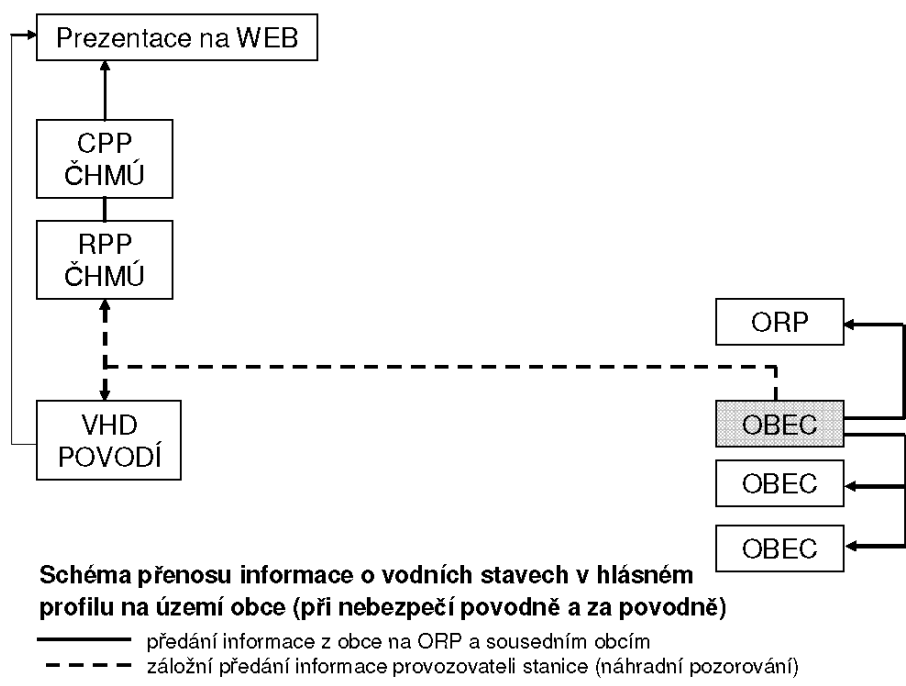 Prezentace na WEB
CPP
ČHMÚ
RPP
ČHMÚ
ORP
VHD
POVODÍ
OBEC
OBEC
OBEC
Schéma přenosu informace o vodních stavech v hlásném
profilu na území obce (při nebezpečí povodně a za povodně)
předání informace z obce na ORP a sousedním obcím
záložní předání informace provozovateli stanice (náhradní pozorování)